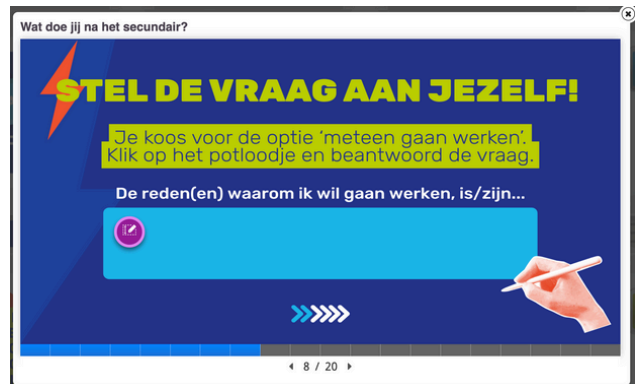 Wat doe jij na het secundair?
STEL DE VRAAG AAN JEZELF!
Je koos voor de optie ‘meteen gaan werken’.
Klik op het potloodje en beantwoord de vraag.
De reden(en) waarom ik wil gaan werken, is/zijn...
8 / 20